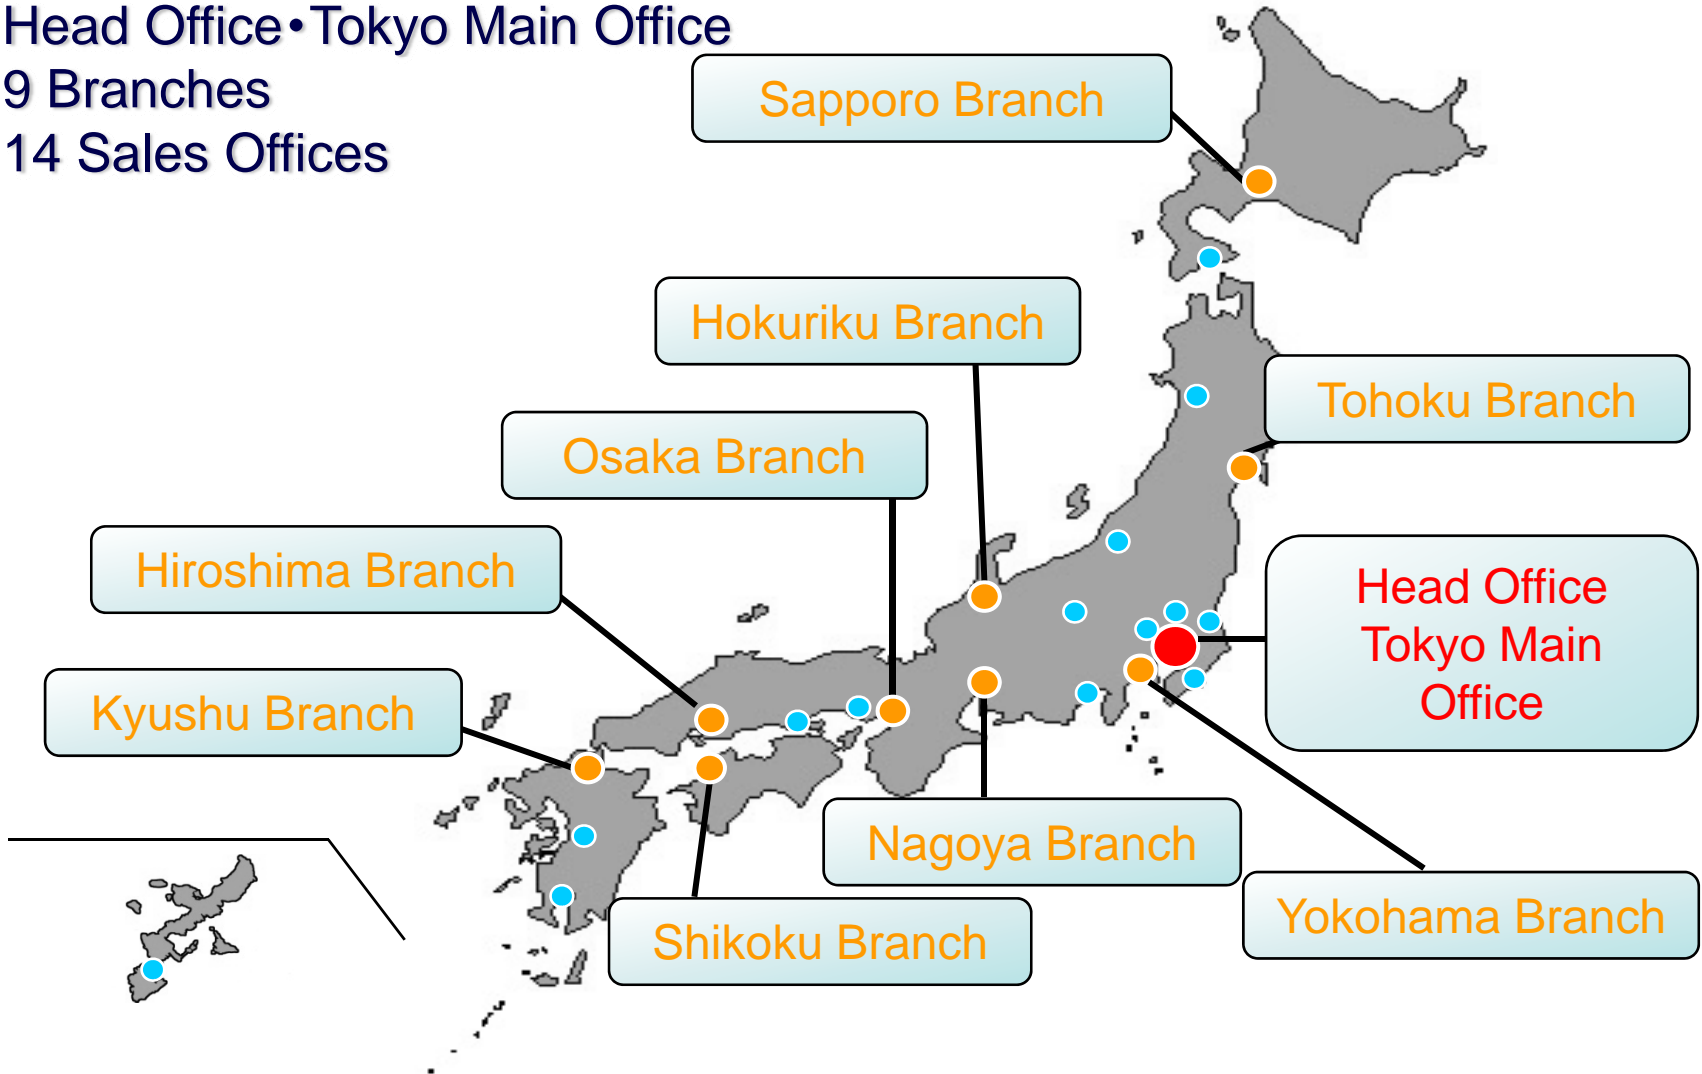 Head Office・Tokyo Main Office
9 Branches
14 Sales Offices
Sapporo Branch
Hokuriku Branch
Tohoku Branch
Osaka Branch
Hiroshima Branch
Head Office
Tokyo Main
Office
Kyushu Branch
Nagoya Branch
Yokohama Branch
Shikoku Branch